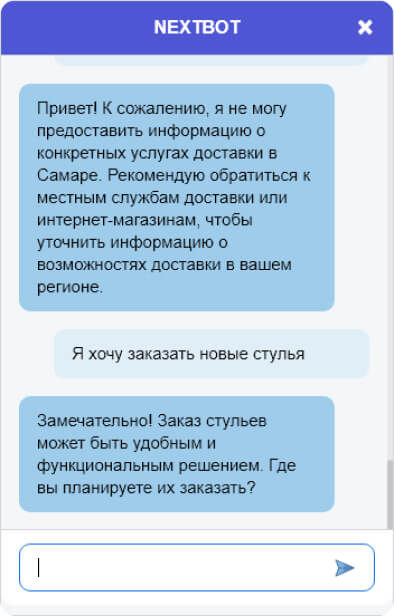 NEXTBOT
Привет! К сожалению, я не могу
предоставить информацию о
конкретных услугах доставки в
Самаре. Рекомендую обратиться к
местным службам доставки или
интернет-магазинам, чтобы
уточнить информацию о
возможностях доставки в вашем
регионе.
Я хочу заказать новые стулья
Замечательно! Заказ стульев
может быть удобным и
функциональным решением. Где
вы планируете их заказать?